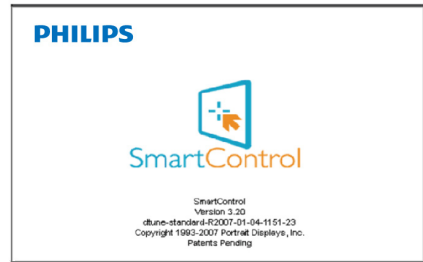 PHILIPS
SmartControl
SmartControl
Version 3.20
dtune-standard-R2007-01-04-1151-23
Copyright 1993-2007 Portrait Displays, Inc.
Patents Pending